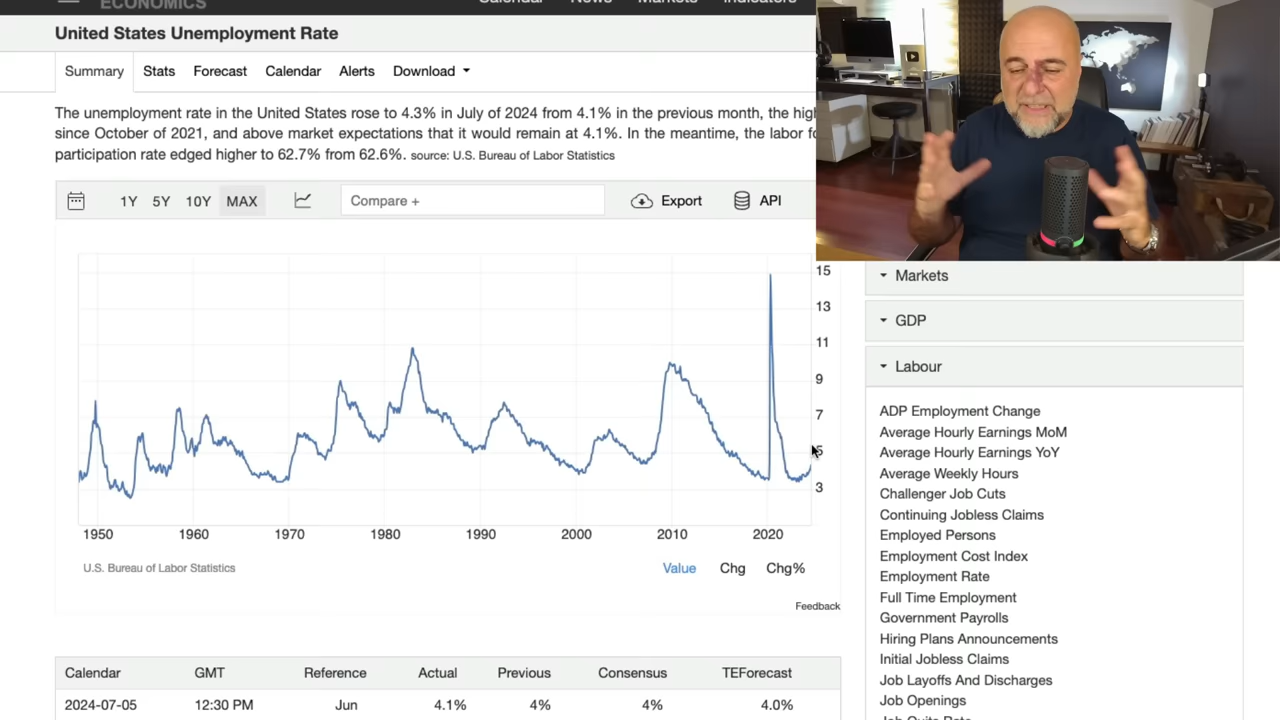 ECONOMICS
Calendar News Markets Indicators
United States Unemployment Rate
Summary Stats Forecast Calendar Alerts Download
The unemployment rate in the United States rose to 4.3% in July of 2024 from 4.1% in the previous month, the
since October of 2021, and above market expectations that it would remain at 4.1%. In the meantime, the labor
participation rate edged higher to 62.7% from 62.6%. source: U.S. Bureau of Labor Statistics
1Y 5Y 10Y MAX Compare + Export API
15
13
11
9
7
5
3
1950 1960 1970 1980 1990 2000 2010 2020
U.S. Bureau of Labor Statistics Value Chg Chg%
Feedback
Calendar GMT Reference Actual Previous Consensus TEForecast
2024-07-05 12:30 PM Jun 4.1% 4% 4% 4.0%
Markets
GDP
Labour
ADP Employment Change
Average Hourly Earnings MoM
Average Hourly Earnings YoY
Average Weekly Hours
Challenger Job Cuts
Continuing Jobless Claims
Employed Persons
Employment Cost Index
Employment Rate
Full Time Employment
Government Payrolls
Hiring Plans Announcements
Initial Jobless Claims
Job Layoffs And Discharges
Job Openings
Job Quits Rate